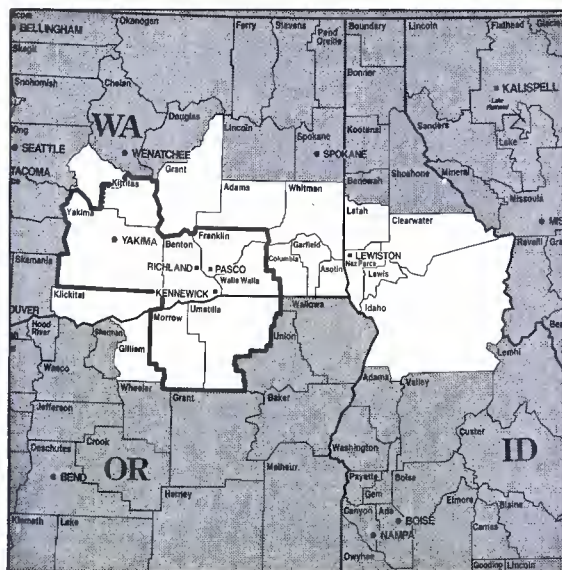 Okanogan
Ferry
Stevens
Pend Oreille
Boundary
Lincoln
Flathead
BELLINGHAM
Skagit
Bonner
KALISPELL
Snohomish
Chelan
Douglas
Sanders
Lake
King
WA
Lincoln
Spokane
Kootenai
SEATTLE
WENATCHEE
SPOKANE
Shoshone
Mineral
TACOMA
Grant
Benewah
Kittitas
Adams
Whitman
Missoula
Yakima
Latah
Clearwater
YAKIMA
Benton
Franklin
Garfield
LEWISTON
Ravalli
RICHLAND
PASCO
Columbia
Nez Perce
Skamania
Walla Walla
Asotin
Lewis
Klickitat
KENNEWICK
Wallowa
Idaho
Hood River
Sherman
Morrow
Umatilla
Gilliam
Union
Lemhi
Wasco
Wheeler
Grant
Adams
Valley
Jefferson
Baker
Crook
Custer
Deschutes
OR
Washington
ID
BEND
Malheur
Payette
Boise
Gem
Elmore
Blaine
Harney
Canyon
Ada
Klamath
Lake
BOISE
Camas
NAMPA
Owyhee
Gooding
Lincoln